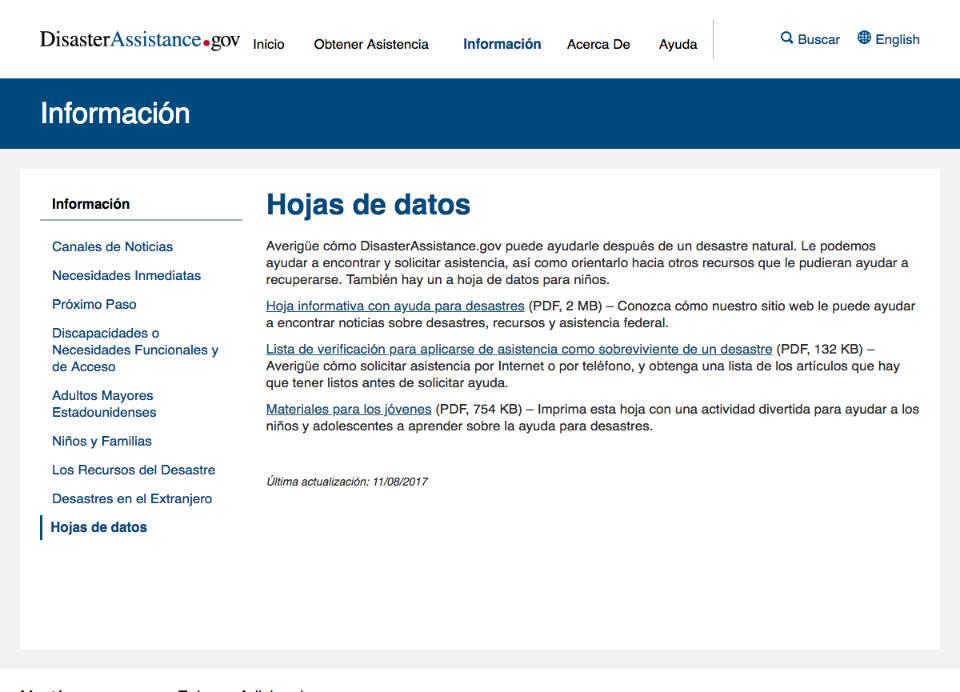 DisasterAssistance.gov
Inicio
Obtener Asistencia
Información
Acerca De
Ayuda
Buscar
English
Información
Información
Canales de Noticias
Necesidades Inmediatas
Próximo Paso
Discapacidades o
Necesidades Funcionales y
de Acceso
Adultos Mayores
Estadounidenses
Niños y Familias
Los Recursos del Desastre
Desastres en el Extranjero
Hojas de datos
Hojas de datos
Averigüe cómo DisasterAssistance.gov puede ayudarle después de un desastre natural. Le podemos
ayudar a encontrar y solicitar asistencia, así como orientarlo hacia otros recursos que le pudieran ayudar a
recuperarse. También hay un a hoja de datos para niños.
Hoja informativa con ayuda para desastres (PDF, 2 MB) – Conozca cómo nuestro sitio web le puede ayudar
a encontrar noticias sobre desastres, recursos y asistencia federal.
Lista de verificación para aplicarse de asistencia como sobreviviente de un desastre (PDF, 132 KB) –
Averigüe cómo solicitar asistencia por Internet o por teléfono, y obtenga una lista de los artículos que hay
que tener listos antes de solicitar ayuda.
Materiales para los jóvenes (PDF, 754 KB) – Imprima esta hoja con una actividad divertida para ayudar a los
niños y adolescentes a aprender sobre la ayuda para desastres.
Última actualización: 11/08/2017